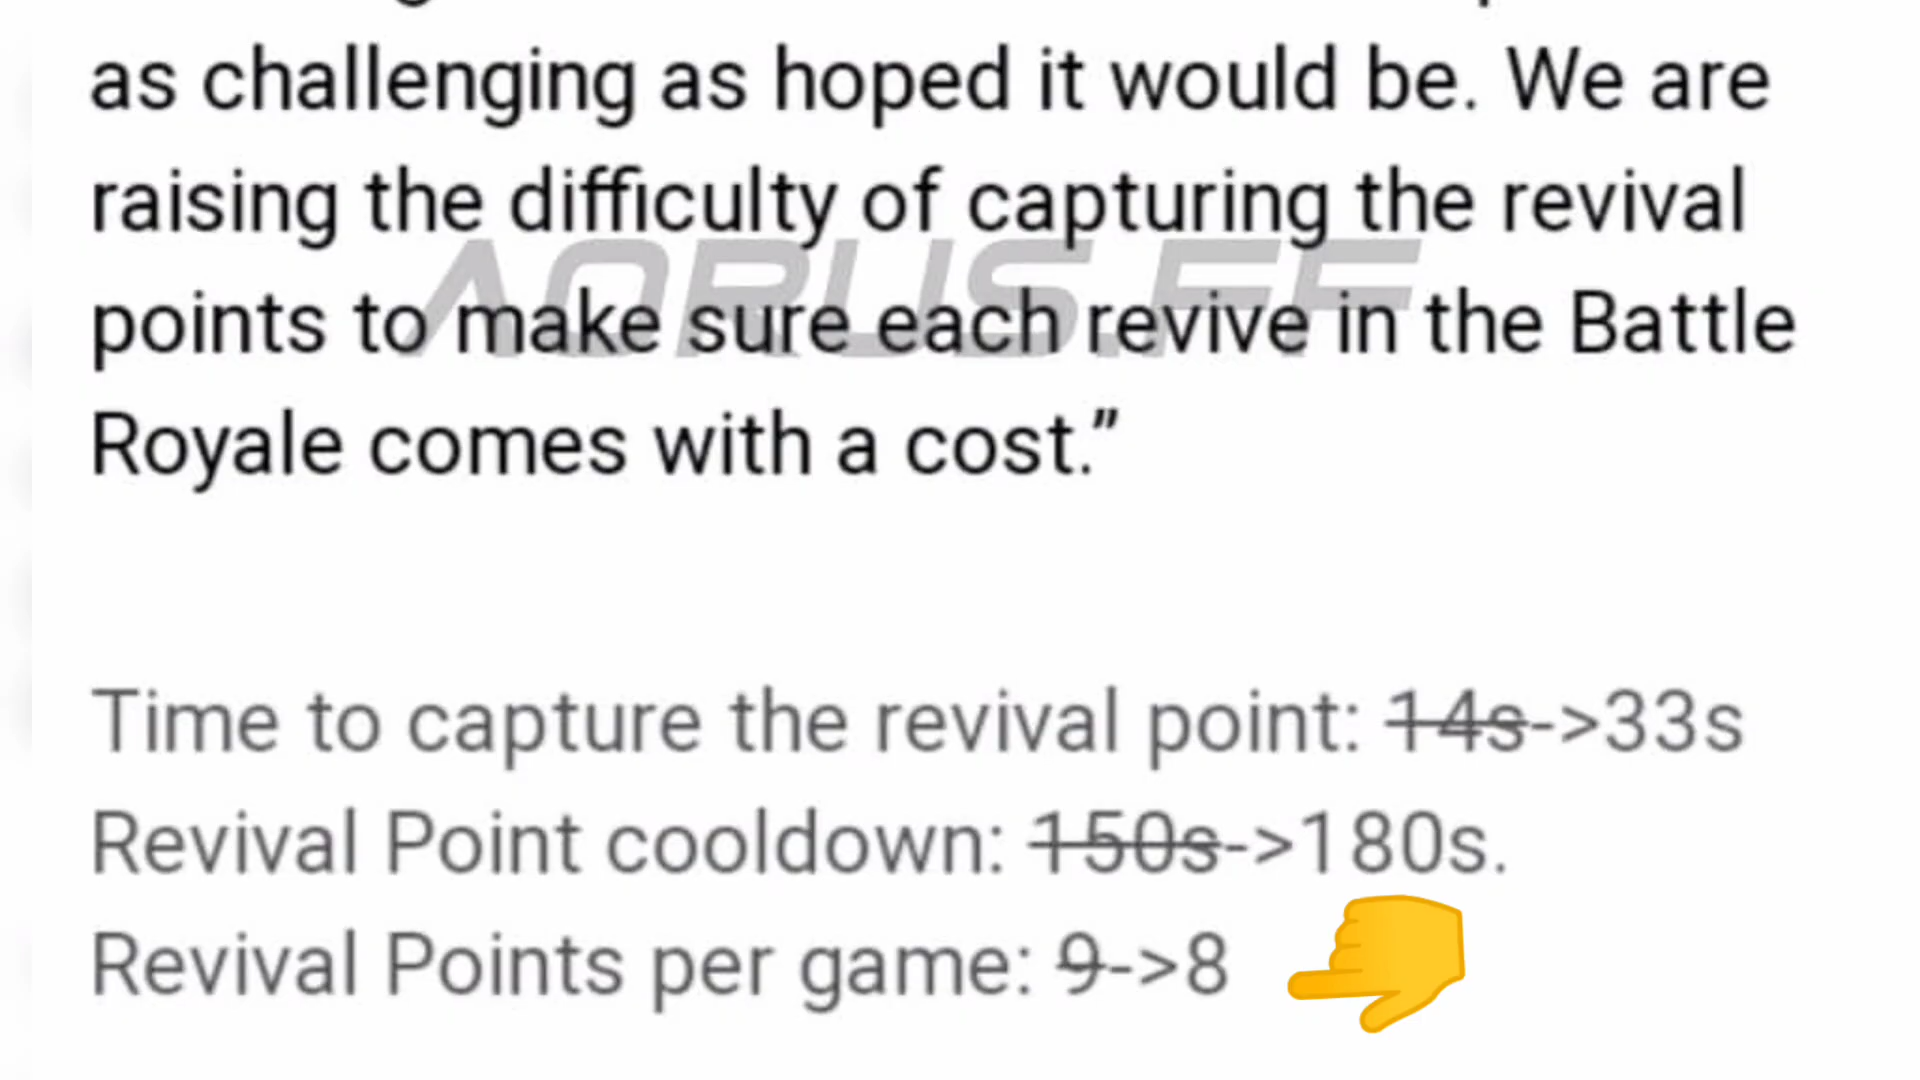 as challenging as hoped it would be. We are
raising the difficulty of capturing the revival
AORUS.FF
points to make sure each revive in the Battle
Royale comes with a cost.”
Time to capture the revival point: 14s->33s
Revival Point cooldown: 150s->180s.
Revival Points per game: 9->8